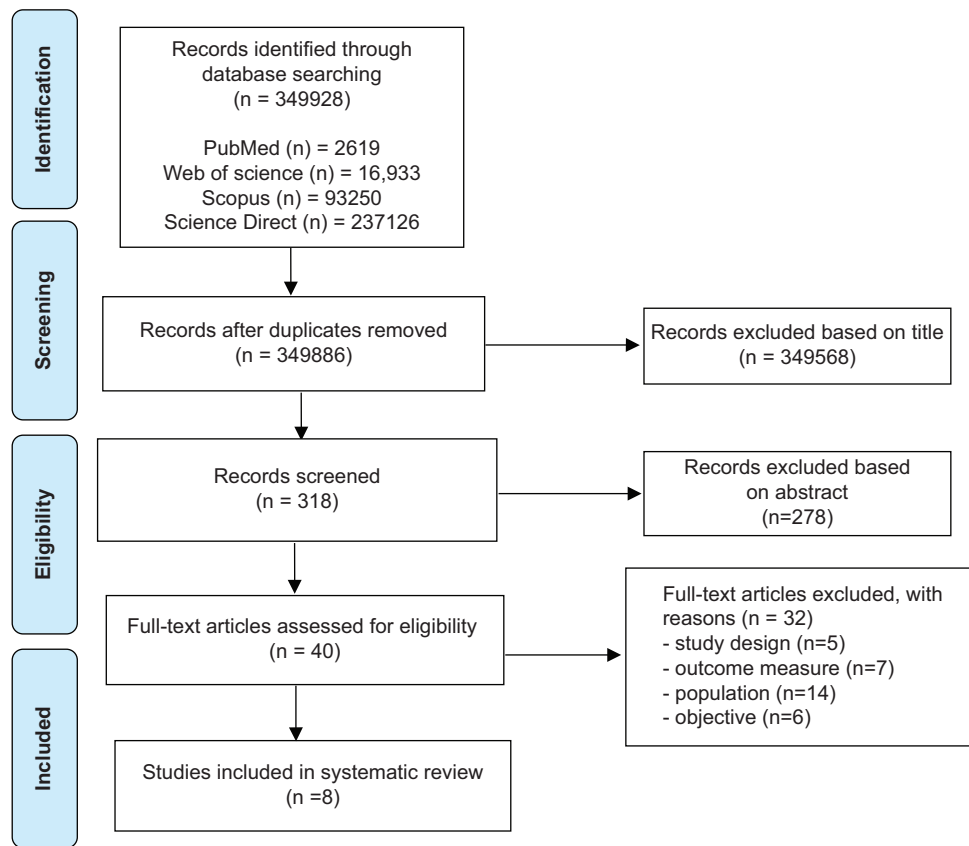 Identification
Records identified through
database searching
(n = 349928)
PubMed (n) = 2619
Web of science (n) = 16,933
Scopus (n) = 93250
Science Direct (n) = 237126
Screening
Records after duplicates removed
(n = 349886)
Records excluded based on title
(n = 349568)
Eligibility
Records screened
(n = 318)
Records excluded based
on abstract
(n=278)
Full-text articles assessed for eligibility
(n = 40)
Full-text articles excluded, with
reasons (n = 32)
- study design (n=5)
- outcome measure (n=7)
- population (n=14)
- objective (n=6)
Included
Studies included in systematic review
(n =8)